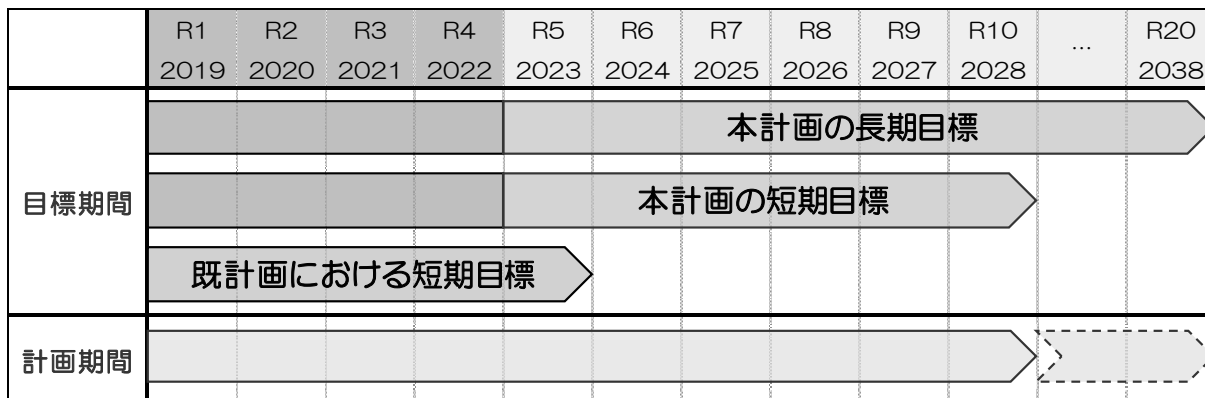 R1 R2 R3 R4 R5 R6 R7 R8 R9 R10 … R20
2019 2020 2021 2022 2023 2024 2025 2026 2027 2028 2038
本計画の長期目標
目標期間 本計画の短期目標
既計画における短期目標
計画期間